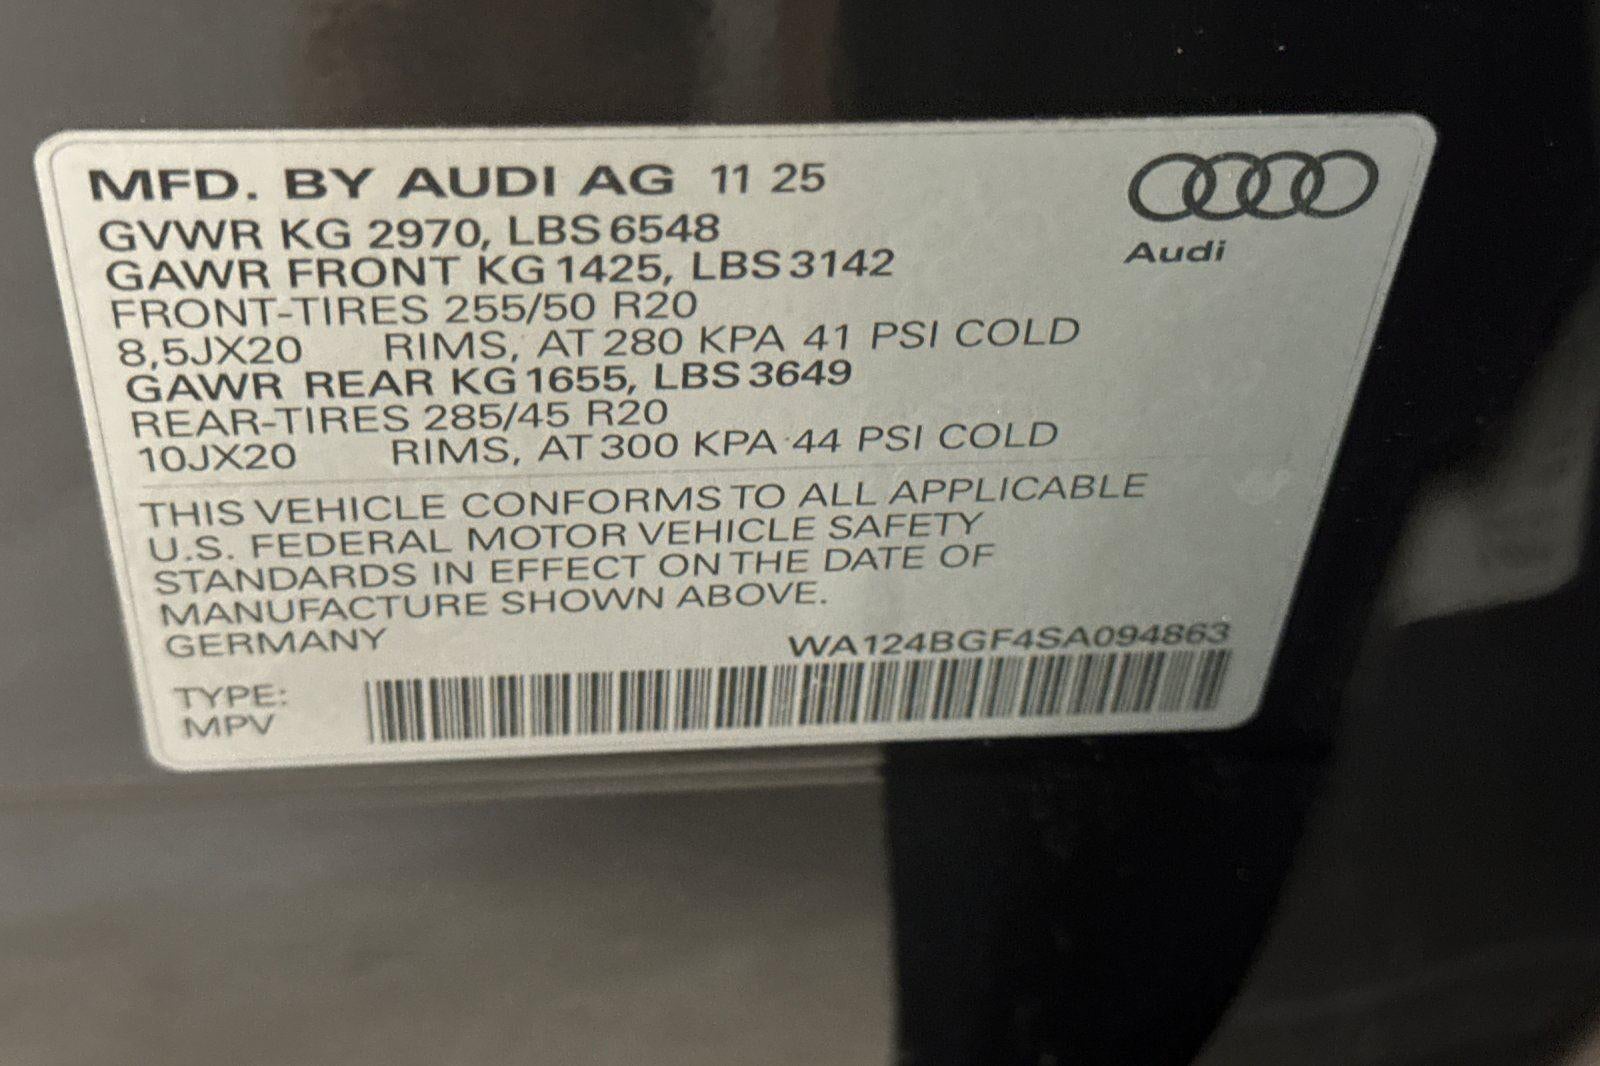 MFD. BY AUDI AG 11 25
GVWR KG 2970, LBS 6548
GAWR FRONT KG 1425, LBS 3142
FRONT-TIRES 255/50 R20
8,5JX20 RIMS, AT 280 KPA 41 PSI COLD
GAWR REAR KG 1655, LBS 3649
REAR-TIRES 285/45 R20
10JX20 RIMS, AT 300 KPA 44 PSI COLD
Audi
THIS VEHICLE CONFORMS TO ALL APPLICABLE
U.S. FEDERAL MOTOR VEHICLE SAFETY
STANDARDS IN EFFECT ON THE DATE OF
MANUFACTURE SHOWN ABOVE.
GERMANY WA124BGF4SA094863
TYPE:
MPV